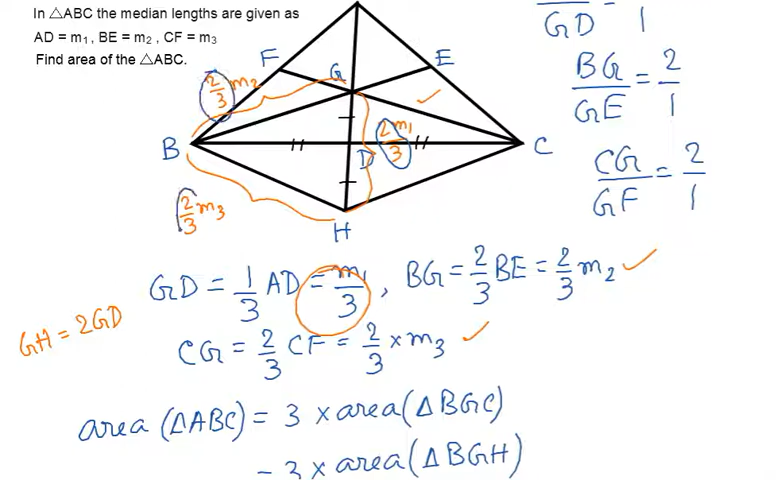 In △ABC the median lengths are given as
AD = m₁ , BE = m₂ , CF = m₃
Find area of the △ABC.
GD 1
BG/GE = 2/1
CG/GF = 2/1
F
G
E
2/3 m₂
B
D
2/3 m₁
C
2/3 m₃
H
GD = 1/3 AD = m₁/3 , BG = 2/3 BE = 2/3 m₂ ✓
GH = 2GD
CG = 2/3 CF = 2/3 × m₃ ✓
area (△ABC) = 3 × area(△BGC)
= 3 × area(△BGH)